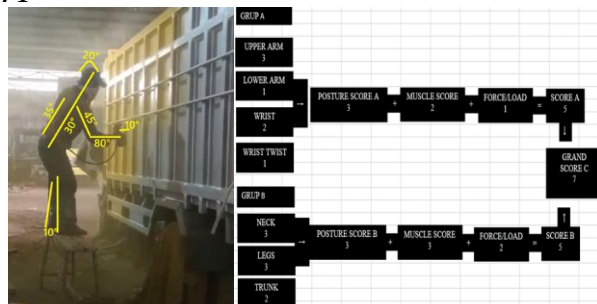 20°
35°
30°
45°
10°
80°
10°
GRUP A
UPPER ARM
3
LOWER ARM
1
WRIST
2
WRIST TWIST
1
→
POSTURE SCORE A
3
+
MUSCLE SCORE
2
+
FORCE/LOAD
1
=
SCORE A
5
↓
GRAND
SCORE C
7
↑
GRUP B
NECK
3
LEGS
3
TRUNK
2
→
POSTURE SCORE B
3
+
MUSCLE SCORE
3
+
FORCE/LOAD
2
=
SCORE B
5